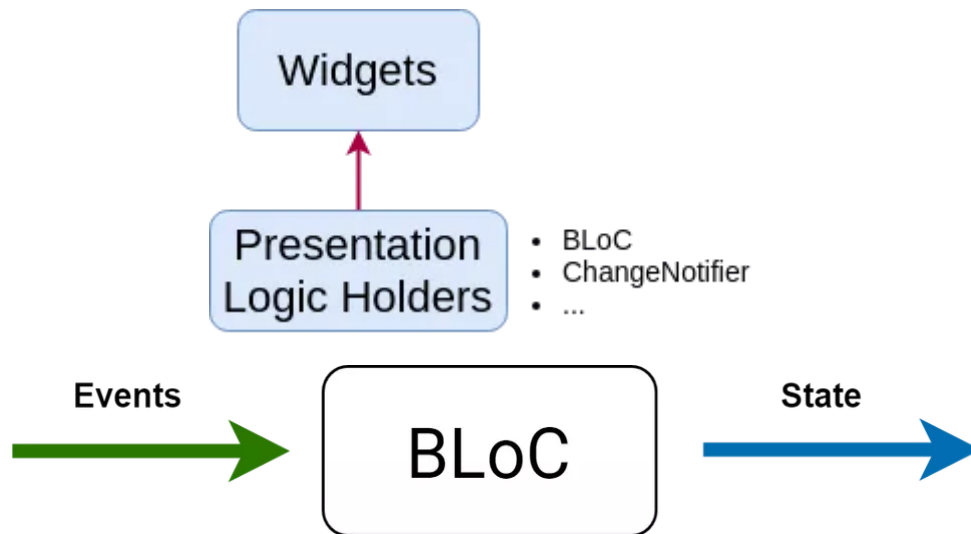 Widgets
Presentation
Logic Holders
• BLoC
• ChangeNotifier
• ...
Events
State
BLoC